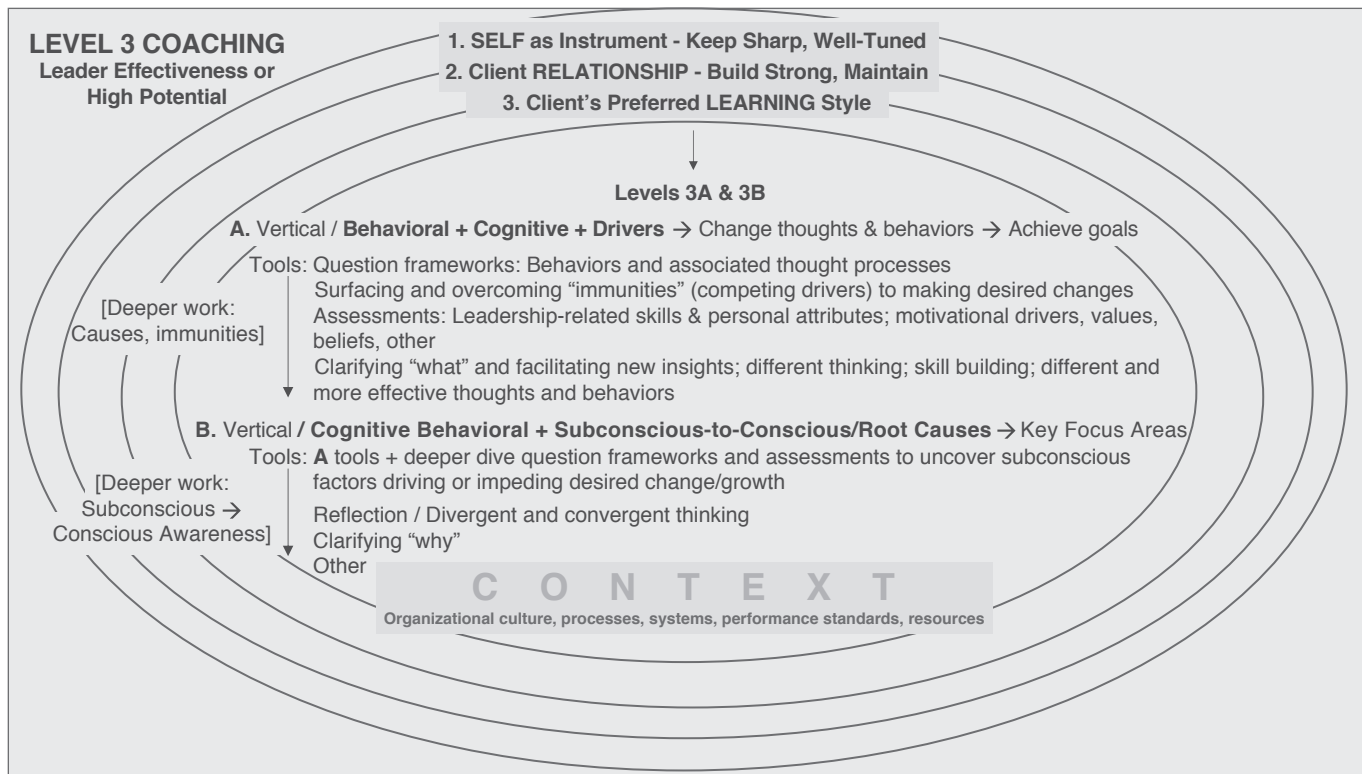 LEVEL 3 COACHING
Leader Effectiveness or
High Potential
1. SELF as Instrument - Keep Sharp, Well-Tuned
2. Client RELATIONSHIP - Build Strong, Maintain
3. Client’s Preferred LEARNING Style
Levels 3A & 3B
A. Vertical / Behavioral + Cognitive + Drivers → Change thoughts & behaviors → Achieve goals
Tools: Question frameworks: Behaviors and associated thought processes
Surfacing and overcoming “immunities” (competing drivers) to making desired changes
Assessments: Leadership-related skills & personal attributes; motivational drivers, values,
beliefs, other
Clarifying “what” and facilitating new insights; different thinking; skill building; different and
more effective thoughts and behaviors
[Deeper work:
Causes, immunities]
B. Vertical / Cognitive Behavioral + Subconscious-to-Conscious/Root Causes → Key Focus Areas
Tools: A tools + deeper dive question frameworks and assessments to uncover subconscious
factors driving or impeding desired change/growth
Reflection / Divergent and convergent thinking
Clarifying “why”
Other
[Deeper work:
Subconscious →
Conscious Awareness]
C O N T E X T
Organizational culture, processes, systems, performance standards, resources